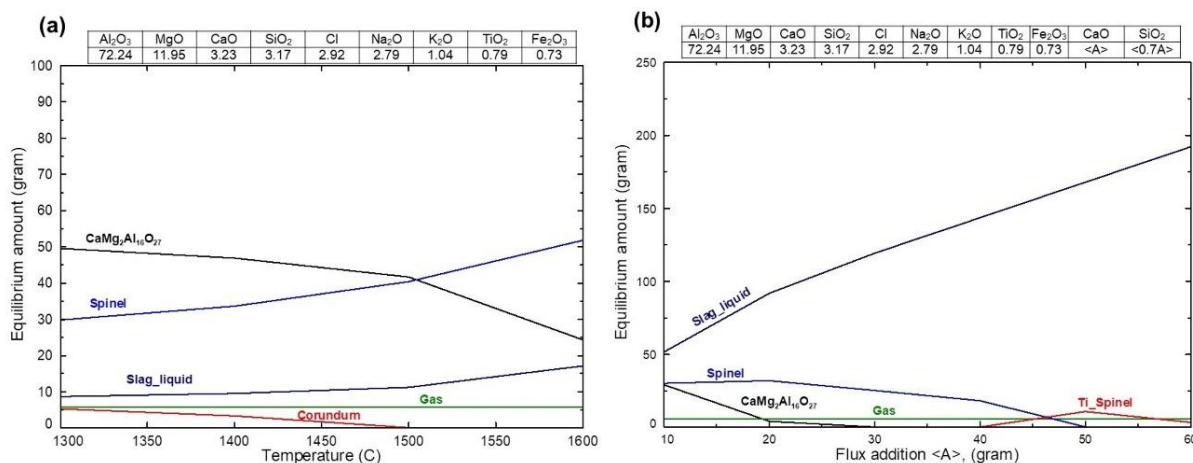 (a)
Al₂O₃ MgO CaO SiO₂ Cl Na₂O K₂O TiO₂ Fe₂O₃
72.24 11.95 3.23 3.17 2.92 2.79 1.04 0.79 0.73
100
90
80
70
60
50
40
30
20
10
0
Equilibrium amount (gram)
CaMg₂Al₁₆O₂₇
Spinel
Slag_liquid
Gas
Corundum
1300 1350 1400 1450 1500 1550 1600
Temperature (C)
(b)
Al₂O₃ MgO CaO SiO₂ Cl Na₂O K₂O TiO₂ Fe₂O₃ CaO SiO₂
72.24 11.95 3.23 3.17 2.92 2.79 1.04 0.79 0.73 <A> <0.7A>
250
200
150
100
50
0
Equilibrium amount (gram)
Slag_liquid
Spinel
CaMg₂Al₁₆O₂₇
Gas
Ti_Spinel
10 20 30 40 50 60
Flux addition <A>, (gram)